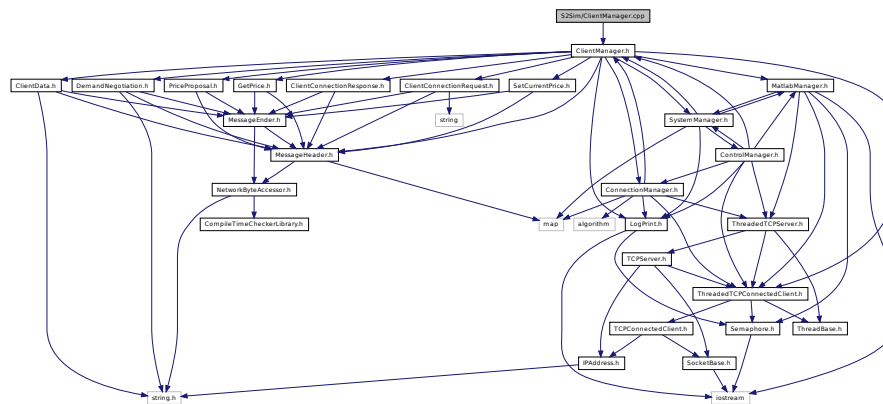 S2Sim/ClientManager.cpp
ClientManager.h
ClientData.h
DemandNegotiation.h
PriceProposal.h
GetPrice.h
ClientConnectionResponse.h
ClientConnectionRequest.h
SetCurrentPrice.h
MatlabManager.h
MessageEnder.h
string
SystemManager.h
MessageHeader.h
ControlManager.h
NetworkByteAccessor.h
ConnectionManager.h
CompileTimeCheckerLibrary.h
map
algorithm
LogPrint.h
ThreadedTCPServer.h
TCPServer.h
ThreadedTCPConnectedClient.h
TCPConnectedClient.h
Semaphore.h
ThreadBase.h
IPAddress.h
SocketBase.h
string.h
iostream